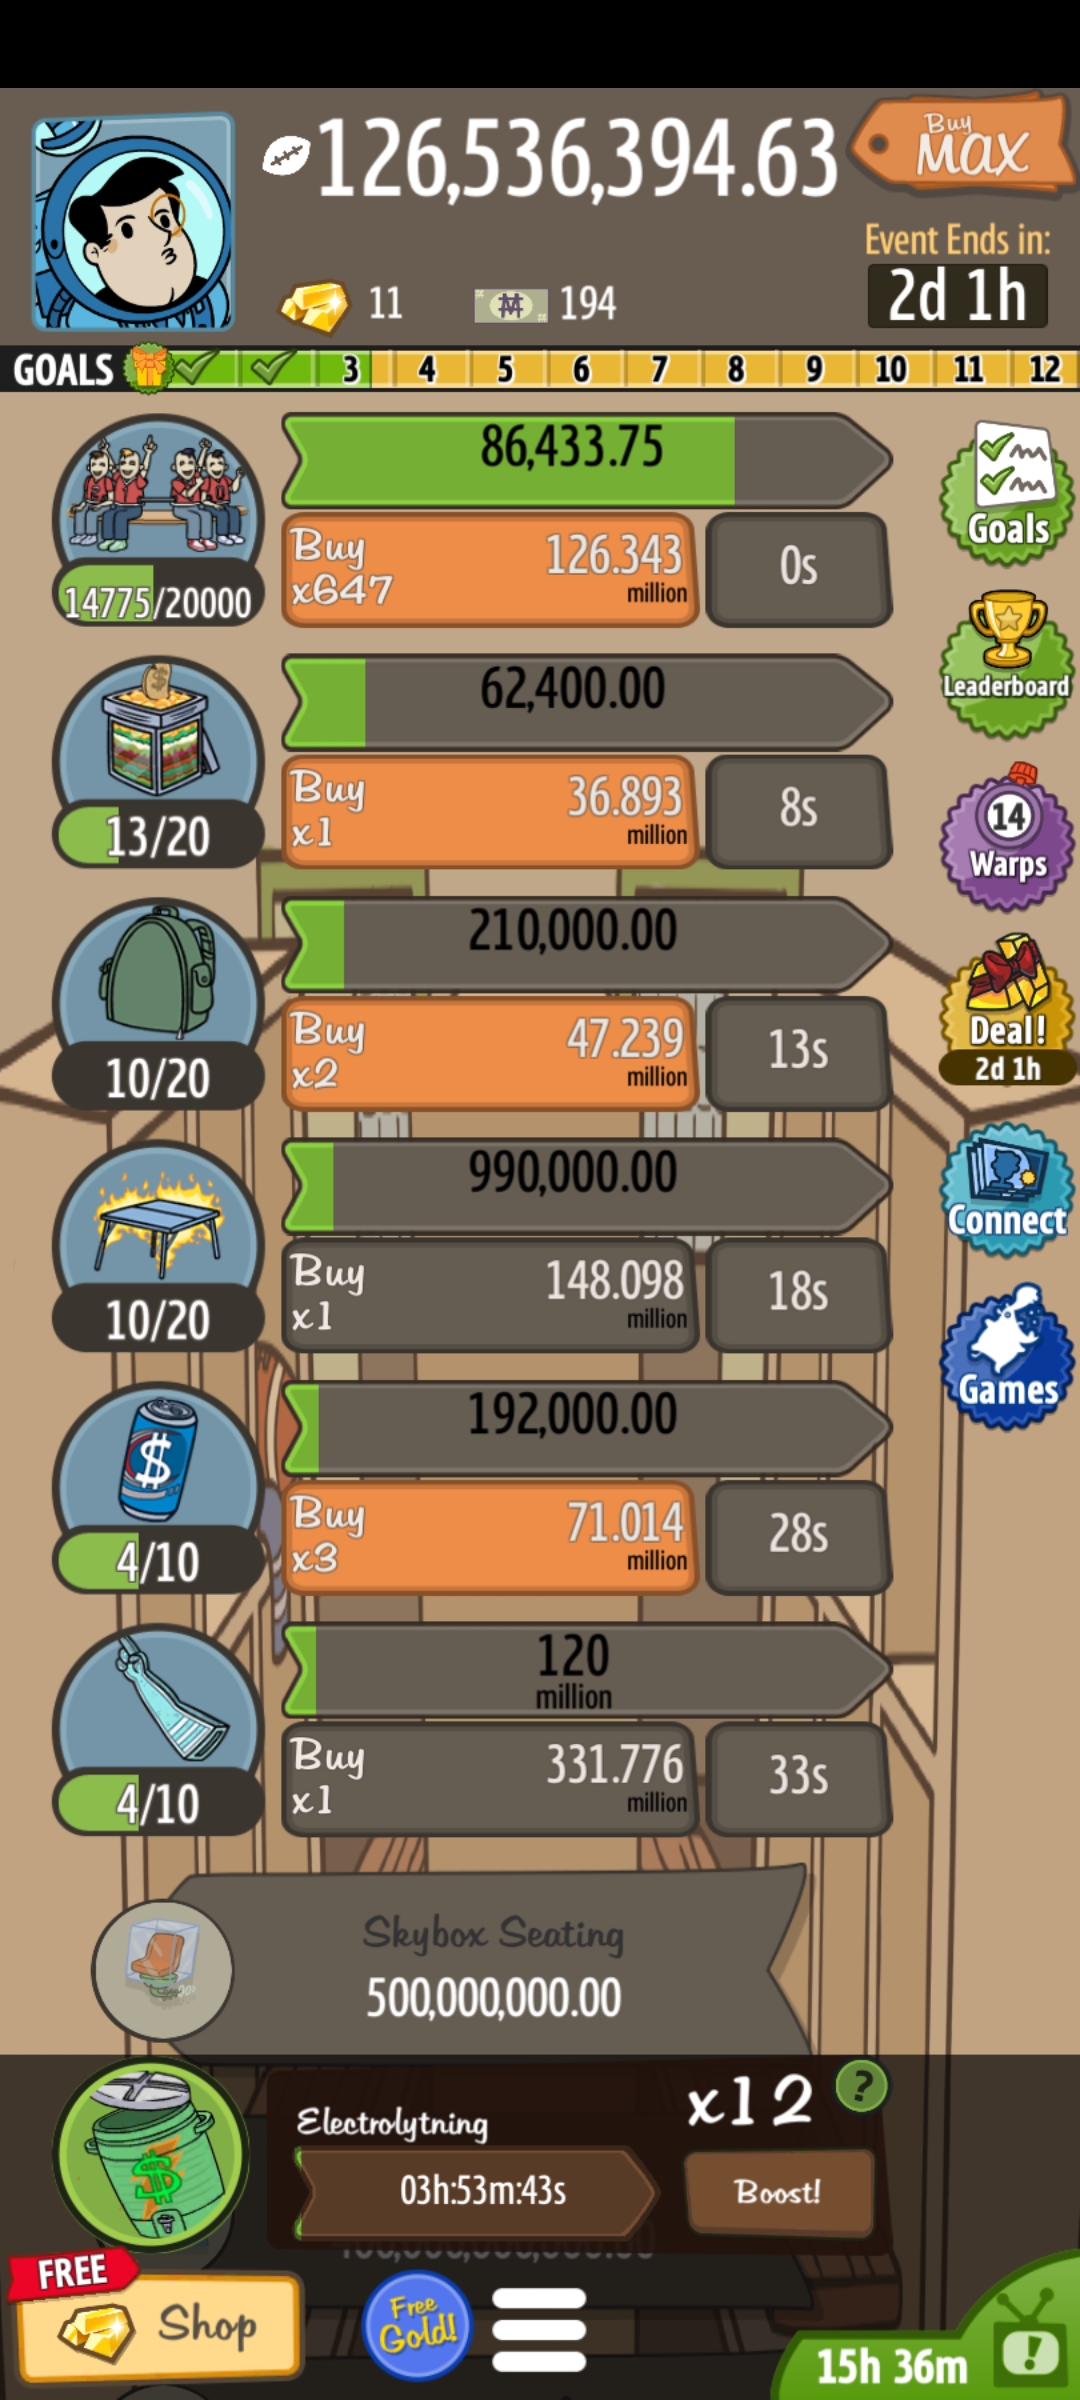 126,536,394.63
Buy
MAX
Event Ends in:
2d 1h
11
194
GOALS 3 4 5 6 7 8 9 10 11 12
86,433.75
Buy
x647
126.343
million
0s
14775/20000
Goals
62,400.00
Buy
x1
36.893
million
8s
13/20
Leaderboard
210,000.00
Buy
x2
47.239
million
13s
10/20
14
Warps
990,000.00
Buy
x1
148.098
million
18s
10/20
Deal!
2d 1h
192,000.00
Buy
x3
71.014
million
28s
4/10
Connect
120
million
Buy
x1
331.776
million
33s
4/10
Games
Skybox Seating
500,000,000.00
Electrolytning
x12
?
03h:53m:43s
Boost!
FREE
Shop
Free
Gold!
15h 36m
!